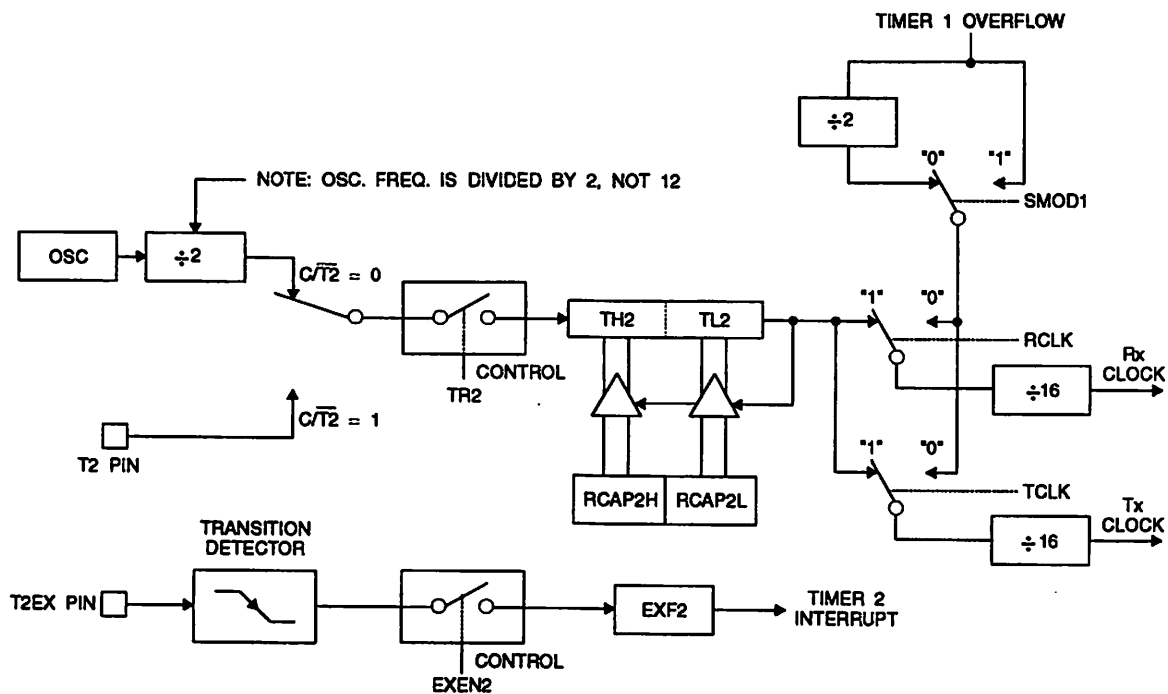 TIMER 1 OVERFLOW
÷2
"0" "1"
NOTE: OSC. FREQ. IS DIVIDED BY 2, NOT 12
SMOD1
OSC
÷2
C/T̅2̅ = 0
TH2 TL2
"1" "0"
RCLK
Rx
CLOCK
CONTROL
TR2
÷16
C/T̅2̅ = 1
T2 PIN
"1" "0"
RCAP2H RCAP2L
TCLK
Tx
CLOCK
÷16
TRANSITION
DETECTOR
T2EX PIN
EXF2
TIMER 2
INTERRUPT
CONTROL
EXEN2